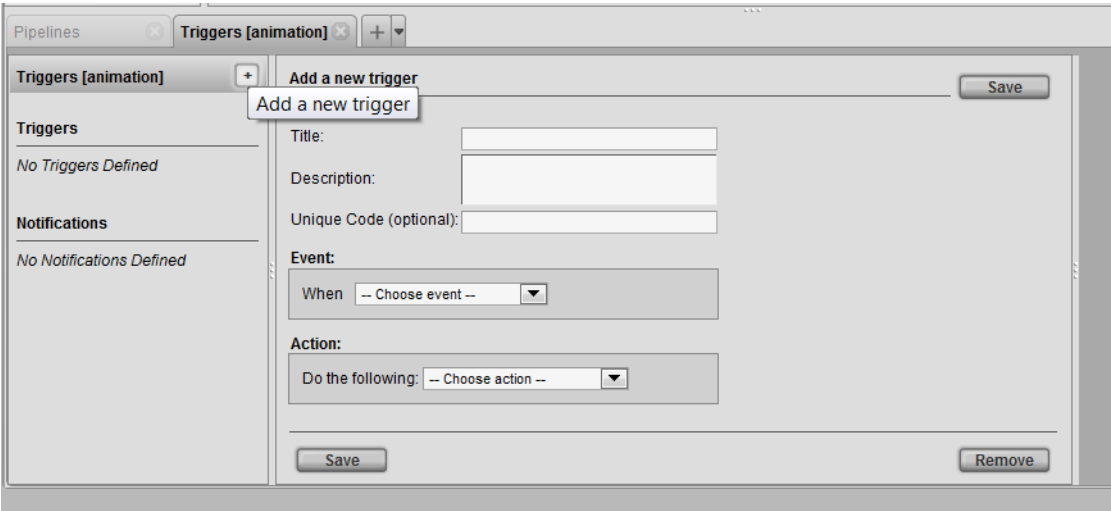 Pipelines
Triggers [animation]
Triggers [animation]
+
Add a new trigger
Add a new trigger
Save
Triggers
No Triggers Defined
Notifications
No Notifications Defined
Title:
Description:
Unique Code (optional):
Event:
When -- Choose event --
Action:
Do the following: -- Choose action --
Save
Remove